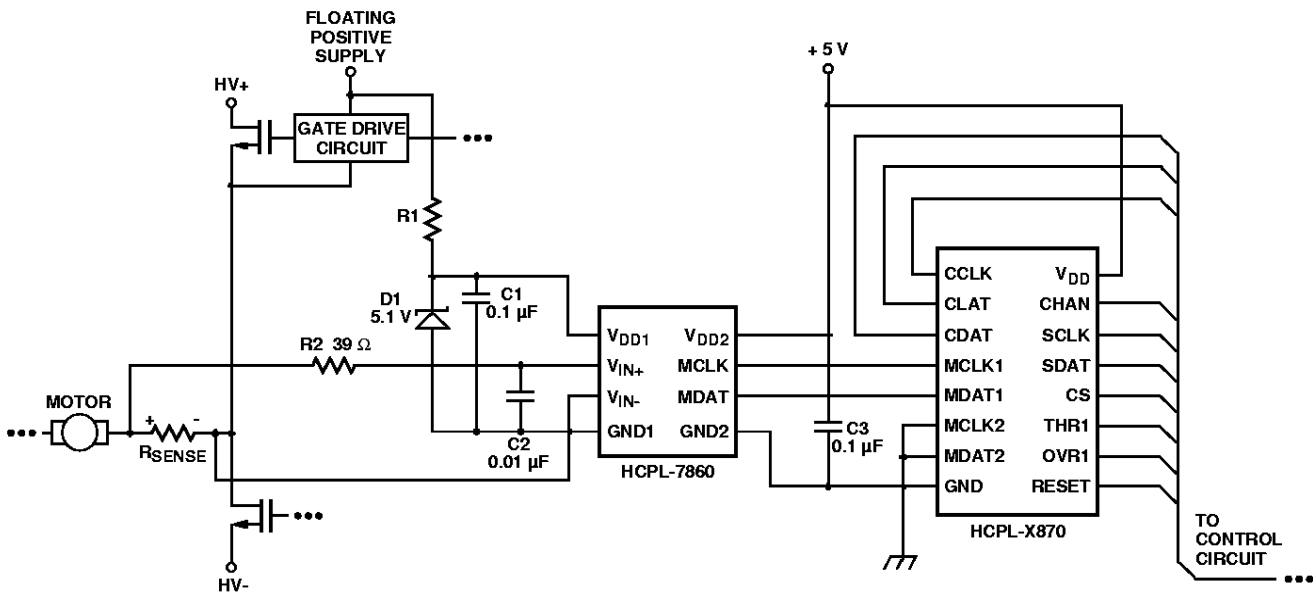 FLOATING
POSITIVE
SUPPLY
+ 5 V
HV+
GATE DRIVE
CIRCUIT
R1
D1
5.1 V
C1
0.1 µF
R2 39 Ω
MOTOR
+ -
RSENSE
C2
0.01 µF
VDD1 VDD2
VIN+ MCLK
VIN- MDAT
GND1 GND2
HCPL-7860
C3
0.1 µF
CCLK VDD
CLAT CHAN
CDAT SCLK
MCLK1 SDAT
MDAT1 CS
MCLK2 THR1
MDAT2 OVR1
GND RESET
HCPL-X870
HV-
TO
CONTROL
CIRCUIT